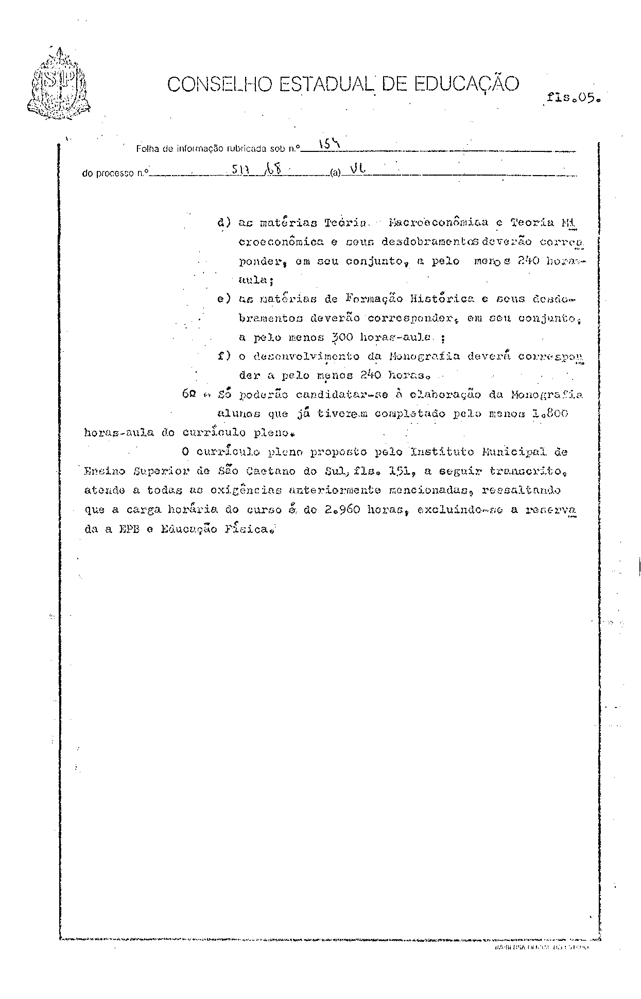 SP
CONSELHO ESTADUAL DE EDUCAÇÃO
fls.05.
Folha de informação rubricada sob n.º 154
do processo n.º /68 (a)
d) as matérias Teoria Macroeconômica e Teoria Mi
croeconômica e seus desdobramentos deverão corres
ponder, em seu conjunto, a pelo menos 240 horas-
aula;
e) as matérias de Formação Histórica e seus desdo-
bramentos deverão corresponder, em seu conjunto,
a pelo menos 300 horas-aula ;
f) o desenvolvimento da Monografia deverá correspon
der a pelo menos 240 horas.
6º - Só poderão candidatar-se à elaboração da Monografia
alunos que já tiverem completado pelo menos 1.800
horas-aula do currículo pleno.
O currículo pleno proposto pelo Instituto Municipal de
Ensino Superior de São Caetano do Sul, fls. 151, a seguir transcrito,
atende a todas as exigências anteriormente mencionadas, ressaltando
que a carga horária do curso é de 2.960 horas, excluíndo-se a reserva
da a EPB e Educação Física.
IMPRENSA OFICIAL DO ESTADO